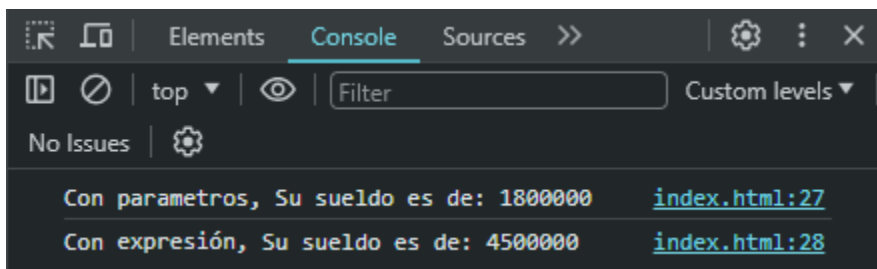 Elements Console Sources
top Filter Custom levels
No Issues
Con parametros, Su sueldo es de: 1800000 index.html:27
Con expresión, Su sueldo es de: 4500000 index.html:28